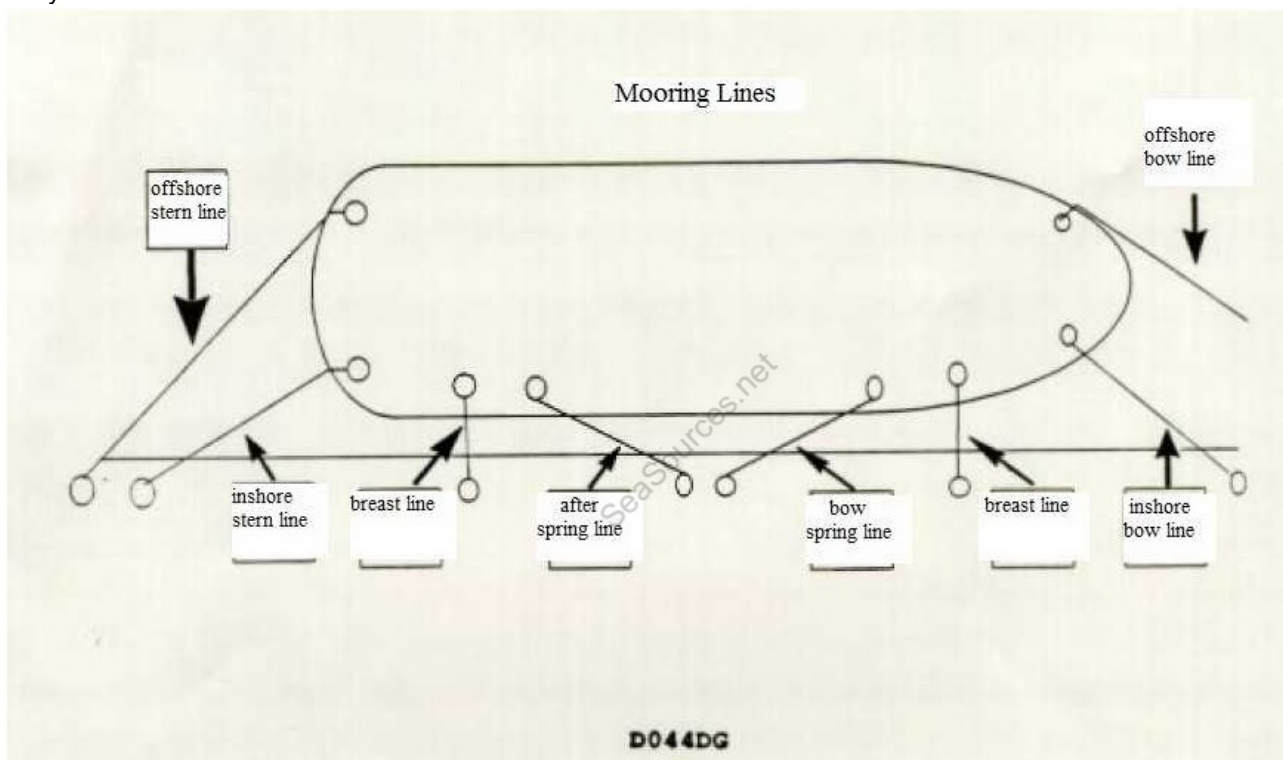 Mooring Lines
offshore
bow line
offshore
stern line
inshore
stern line
breast line
after
spring line
bow
spring line
breast line
inshore
bow line
SeaSources.net
D044DG